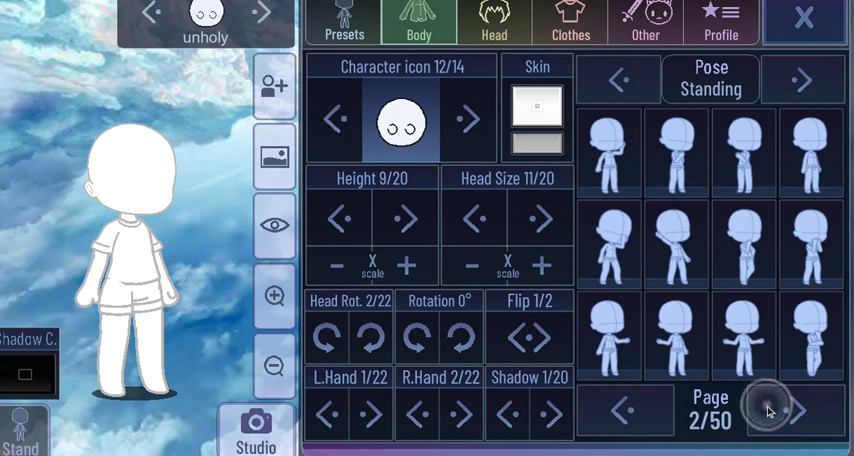 unholy
Presets
Body
Head
Clothes
Other
Profile
X
Character icon 12/14
Skin
Pose
Standing
Height 9/20
Head Size 11/20
X
scale
X
scale
Head Rot. 2/22
Rotation 0°
Flip 1/2
Shadow C.
L.Hand 1/22
R.Hand 2/22
Shadow 1/20
Page
2/50
Stand
Studio